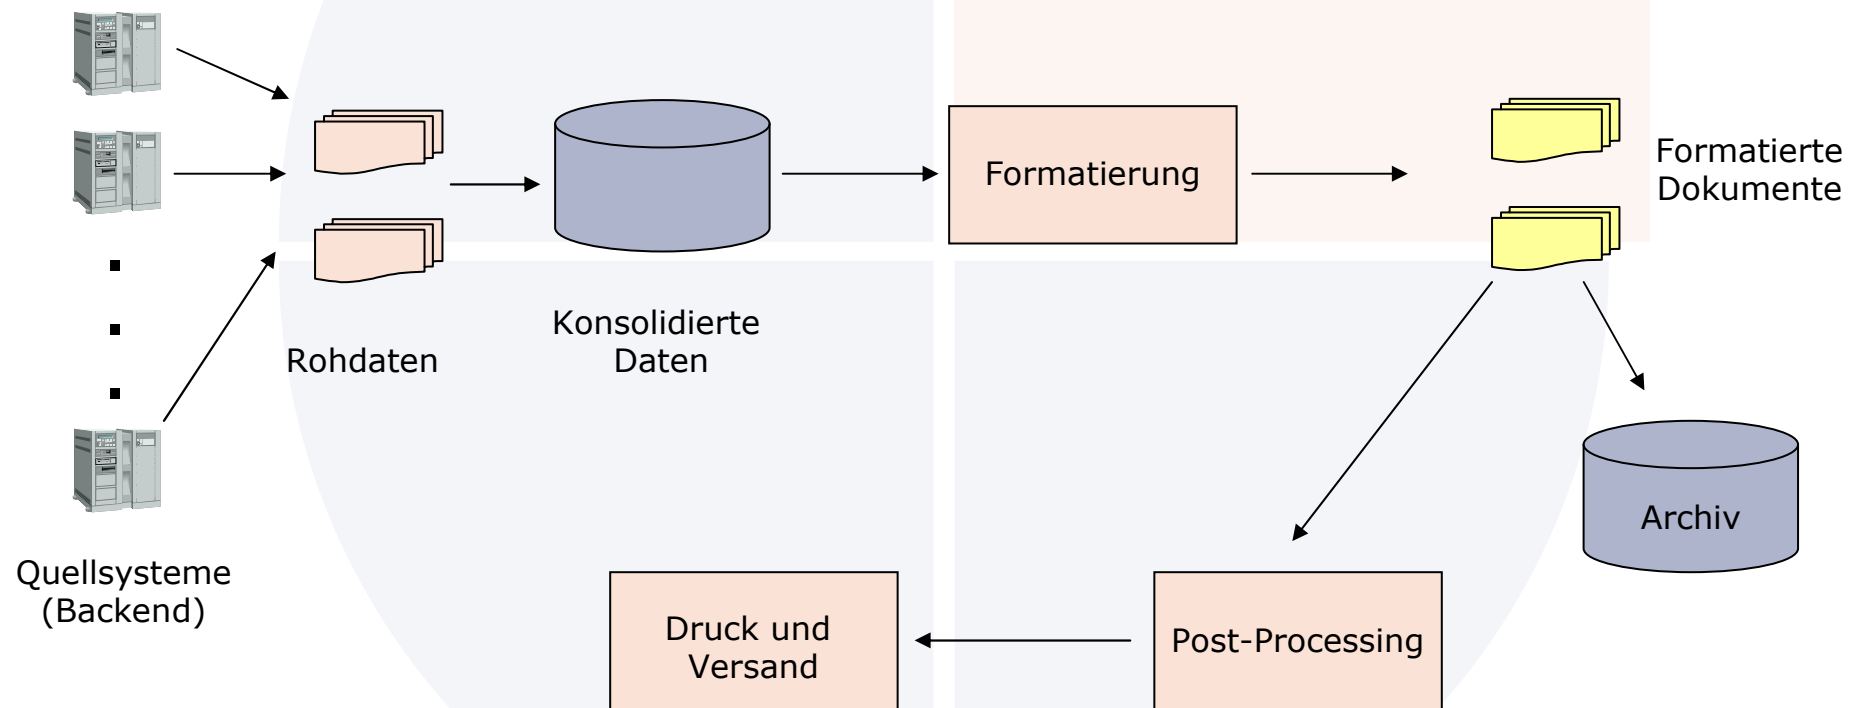 Formatierung
Formatierte
Dokumente
Konsolidierte
Daten
Rohdaten
Archiv
Quellsysteme
(Backend)
Druck und
Versand
Post-Processing